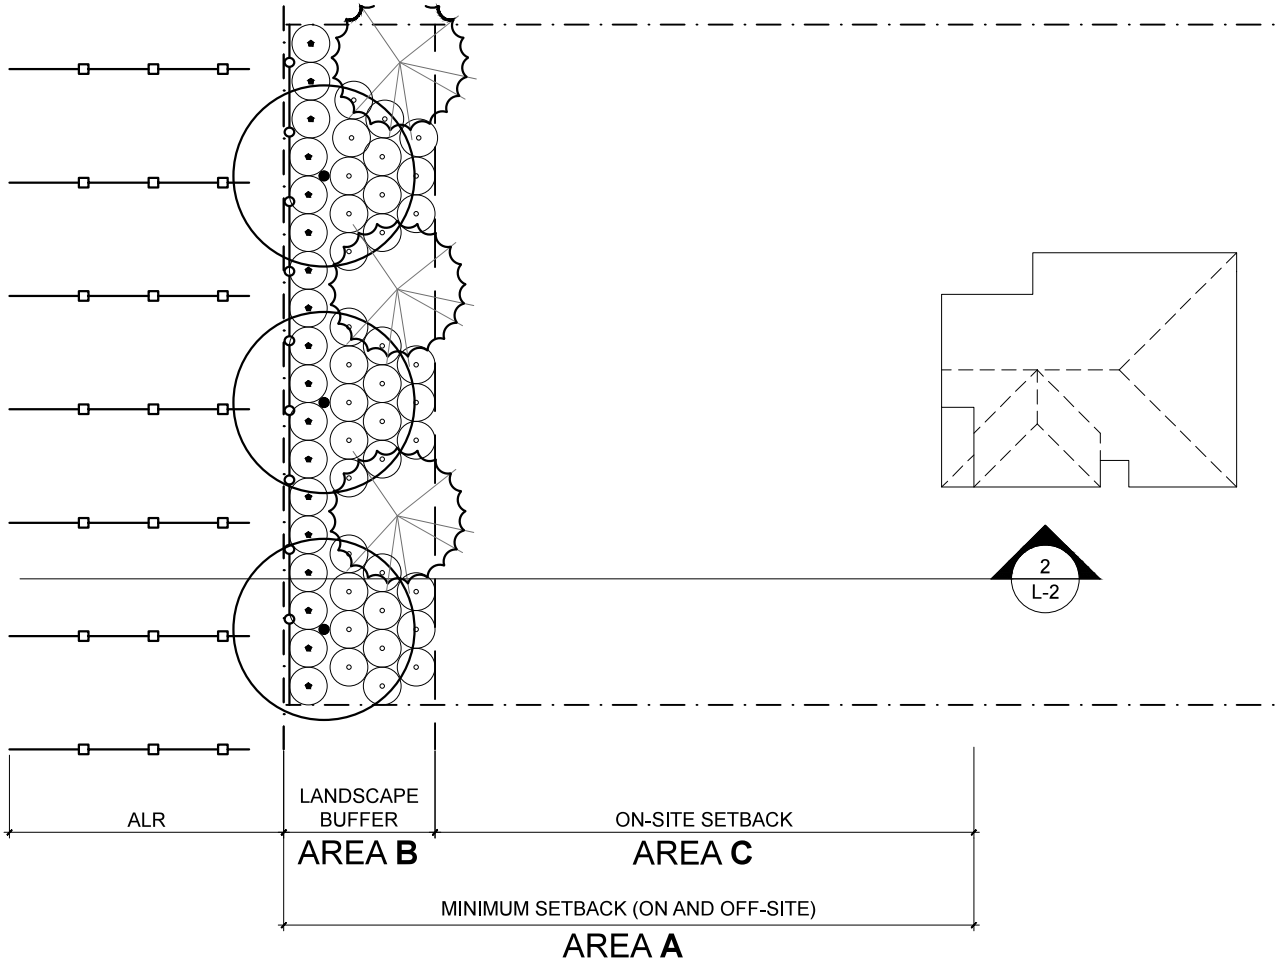 2
L-2
LANDSCAPE
BUFFER
ALR
ON-SITE SETBACK
AREA B
AREA C
MINIMUM SETBACK (ON AND OFF-SITE)
AREA A